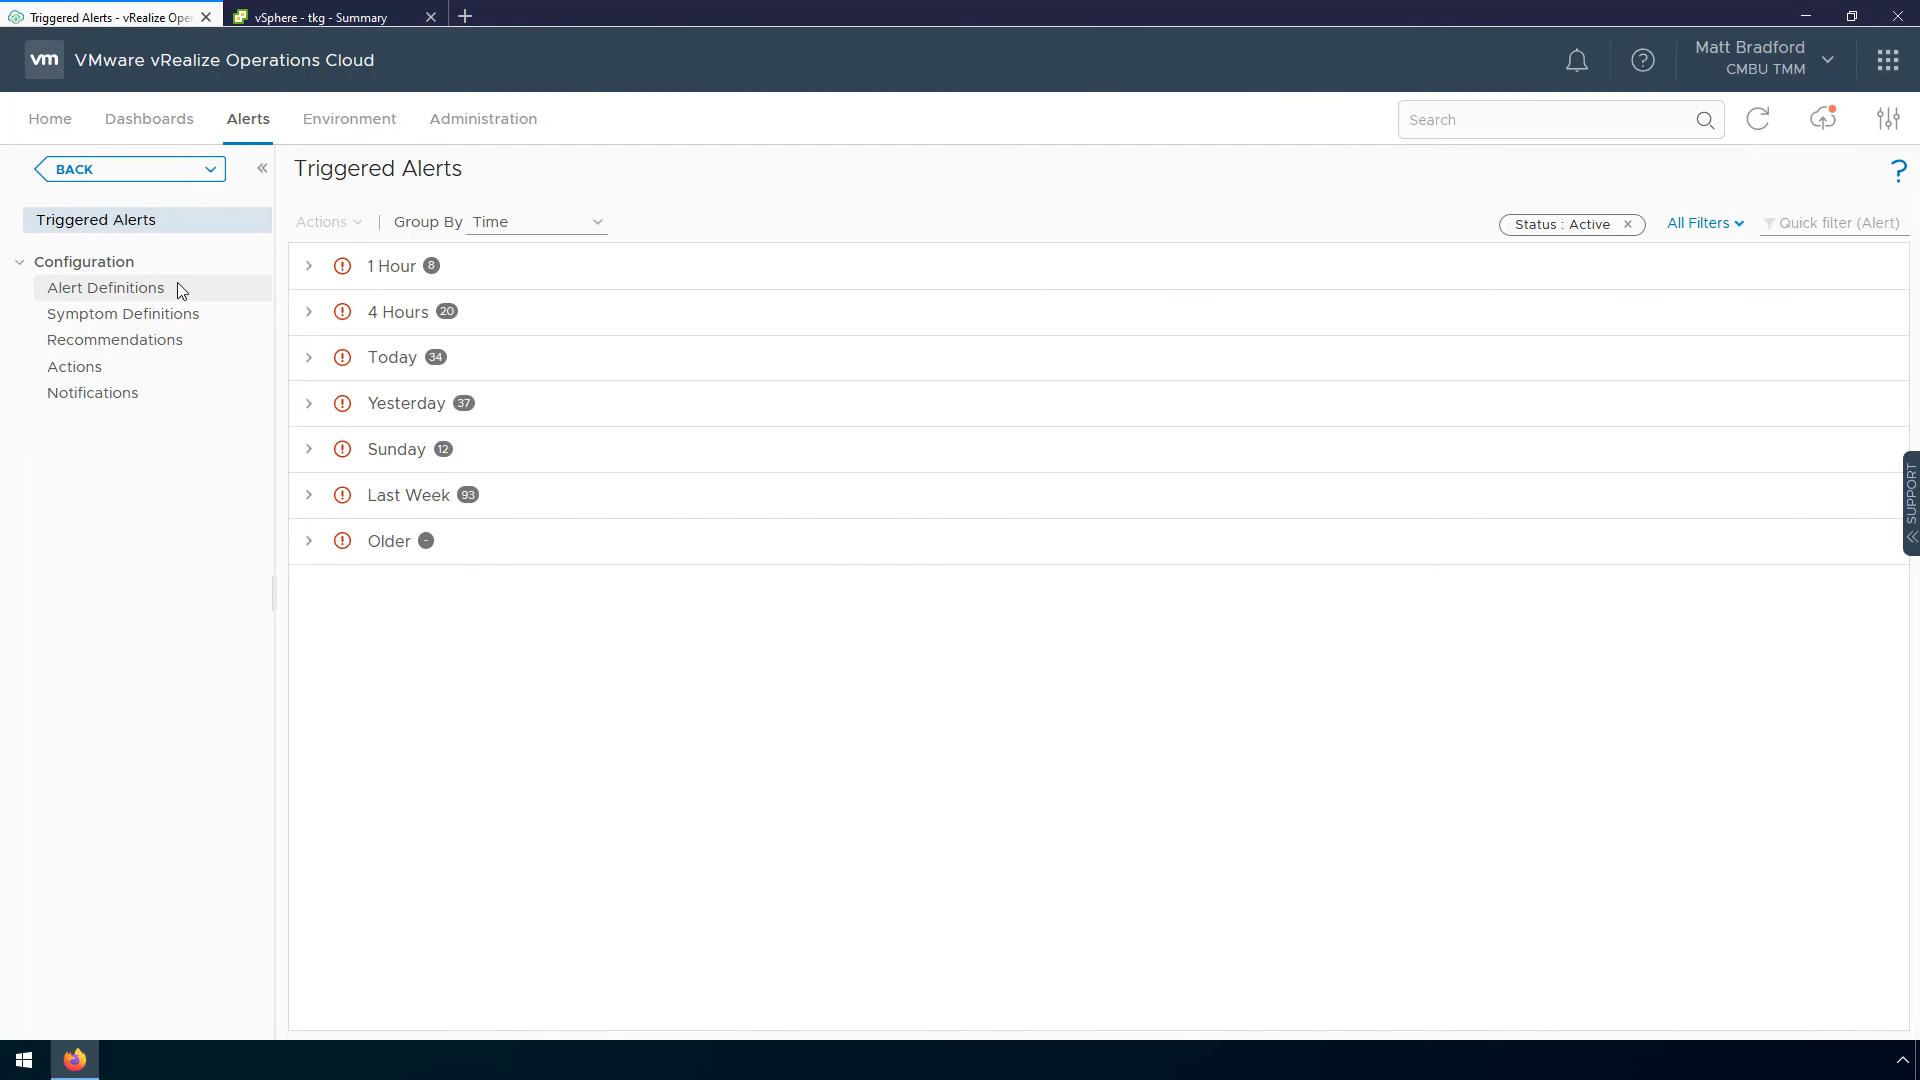 Triggered Alerts - vRealize Oper
vSphere - tkg - Summary
vm VMware vRealize Operations Cloud
Matt Bradford
CMBU TMM
Home Dashboards Alerts Environment Administration
Search
BACK
Triggered Alerts
?
Triggered Alerts
Actions | Group By Time
Status : Active ×
All Filters
Quick filter (Alert)
Configuration
Alert Definitions
Symptom Definitions
Recommendations
Actions
Notifications
1 Hour 8
4 Hours 20
Today 34
Yesterday 37
Sunday 12
Last Week 93
Older -
SUPPORT